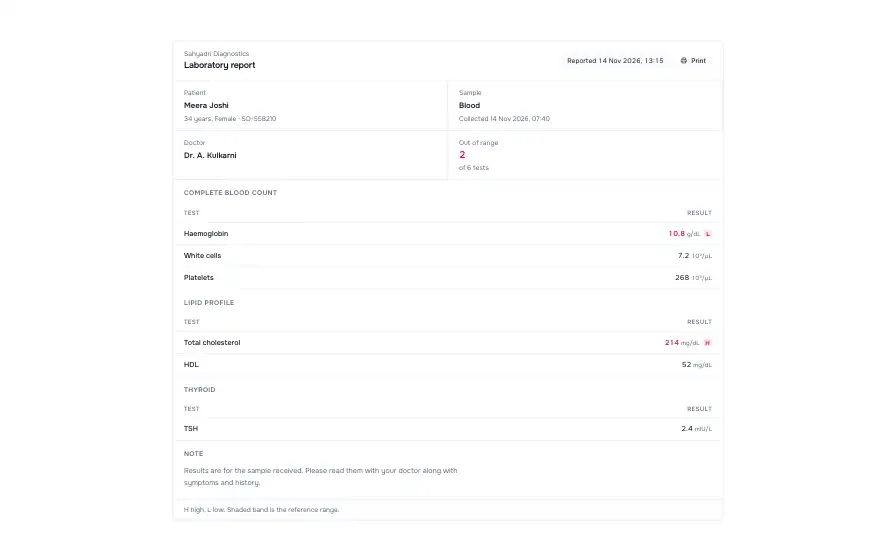 Sahyadri Diagnostics
Laboratory report
Reported 14 Nov 2026, 13:15
Print
Patient
Meera Joshi
34 years, Female · SD-558210
Sample
Blood
Collected 14 Nov 2026, 07:40
Doctor
Dr. A. Kulkarni
Out of range
2
of 6 tests
COMPLETE BLOOD COUNT
TEST RESULT
Haemoglobin 10.8 g/dL L
White cells 7.2 10³/µL
Platelets 268 10³/µL
LIPID PROFILE
TEST RESULT
Total cholesterol 214 mg/dL H
HDL 52 mg/dL
THYROID
TEST RESULT
TSH 2.4 mIU/L
NOTE
Results are for the sample received. Please read them with your doctor along with
symptoms and history.
H high, L low. Shaded band is the reference range.